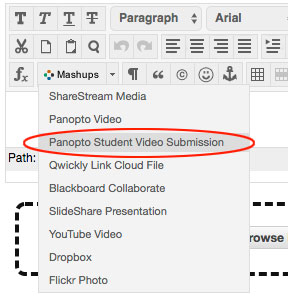 T T T T Paragraph Arial
fx Mashups ¶ “ © ☺ ⚓
ShareStream Media
Panopto Video
Panopto Student Video Submission
Path:
Qwickly Link Cloud File
Blackboard Collaborate
SlideShare Presentation
YouTube Video
rowse
Dropbox
Flickr Photo